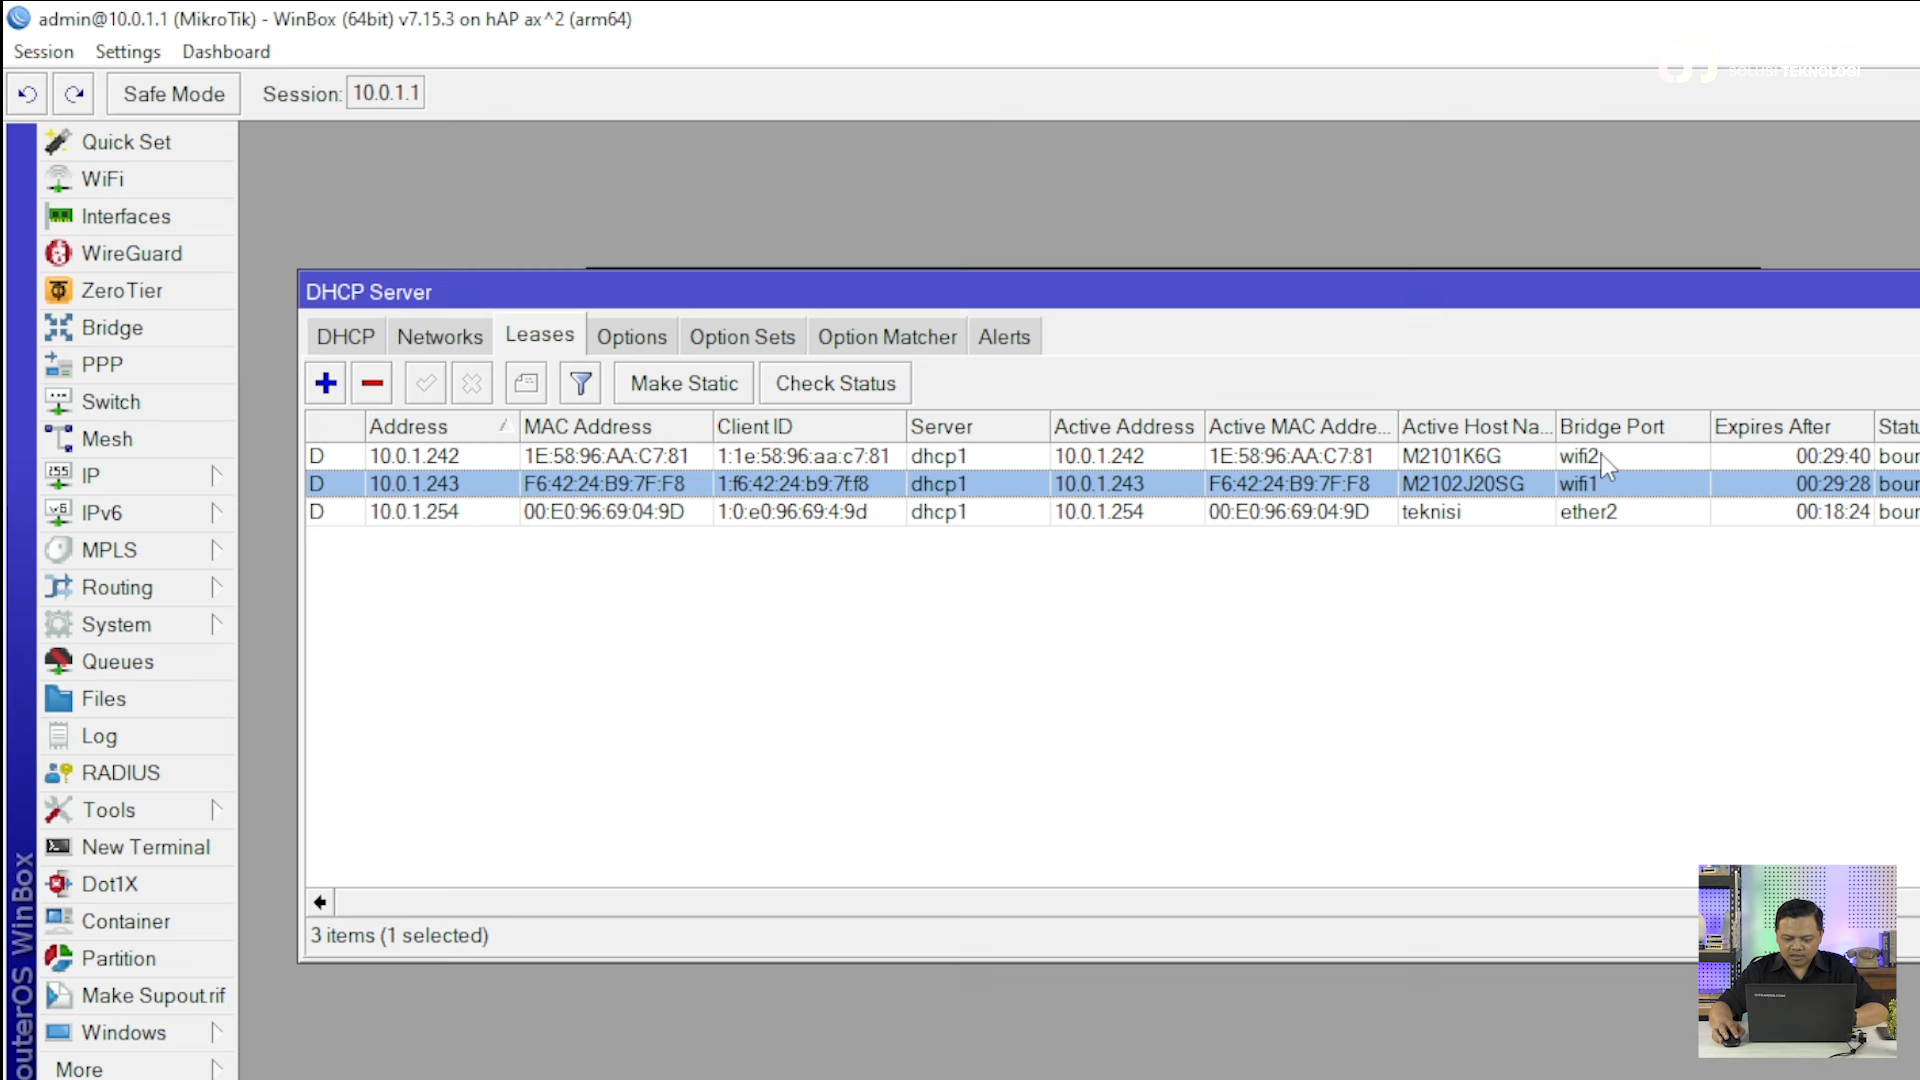 admin@10.0.1.1 (MikroTik) - WinBox (64bit) v7.15.3 on hAP ax^2 (arm64)
Session Settings Dashboard
SOLUSI TEKNOLOGI
Safe Mode Session: 10.0.1.1
Quick Set
WiFi
Interfaces
WireGuard
ZeroTier
Bridge
PPP
Switch
Mesh
IP
IPv6
MPLS
Routing
System
Queues
Files
Log
RADIUS
Tools
New Terminal
Dot1X
Container
Partition
Make Supout.rif
Windows
More
outerOS WinBox
DHCP Server
DHCP Networks Leases Options Option Sets Option Matcher Alerts
Make Static Check Status
Address MAC Address Client ID Server Active Address Active MAC Addre... Active Host Na... Bridge Port Expires After Statu
D 10.0.1.242 1E:58:96:AA:C7:81 1:1e:58:96:aa:c7:81 dhcp1 10.0.1.242 1E:58:96:AA:C7:81 M2101K6G wifi2 00:29:40 boun
D 10.0.1.243 F6:42:24:B9:7F:F8 1:f6:42:24:b9:7f:f8 dhcp1 10.0.1.243 F6:42:24:B9:7F:F8 M2102J20SG wifi1 00:29:28 boun
D 10.0.1.254 00:E0:96:69:04:9D 1:0:e0:96:69:4:9d dhcp1 10.0.1.254 00:E0:96:69:04:9D teknisi ether2 00:18:24 boun
3 items (1 selected)